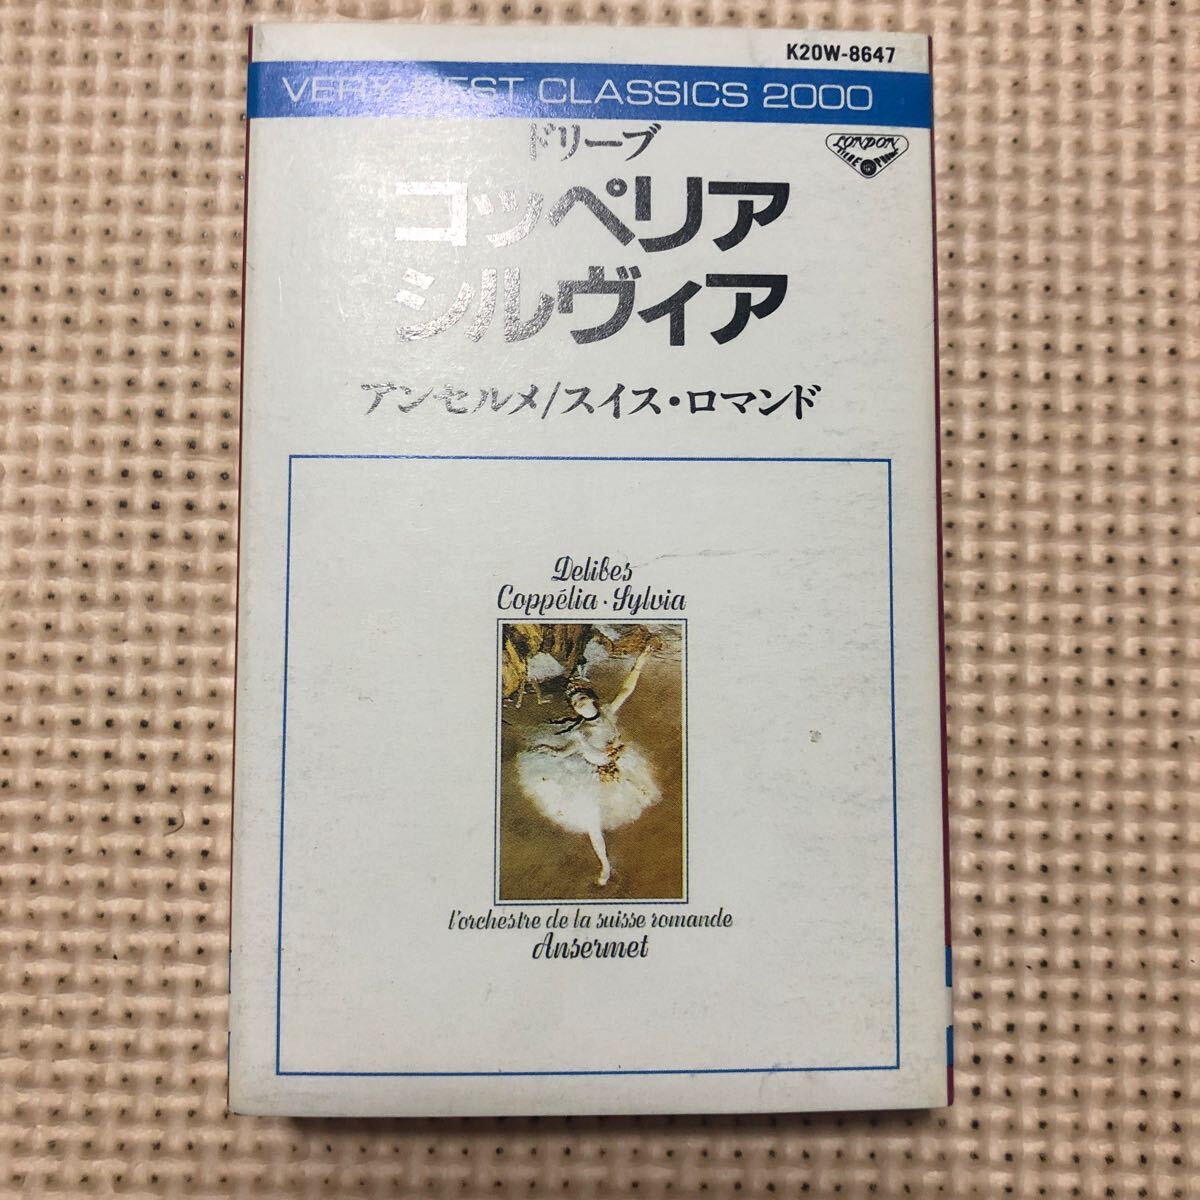 K20W-8647
VERY BEST CLASSICS 2000
ドリーブ
LONDON
コッペリア
シルヴィア
アンセルメ/スイス・ロマンド
Delibes
Coppélia · Sylvia
l'orchestre de la suisse romande
Ansermet